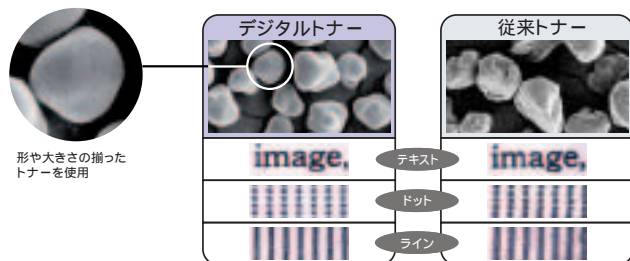 デジタルトナー
従来トナー
形や大きさの揃った
トナーを使用
image,
テキスト
image,
ドット
ライン